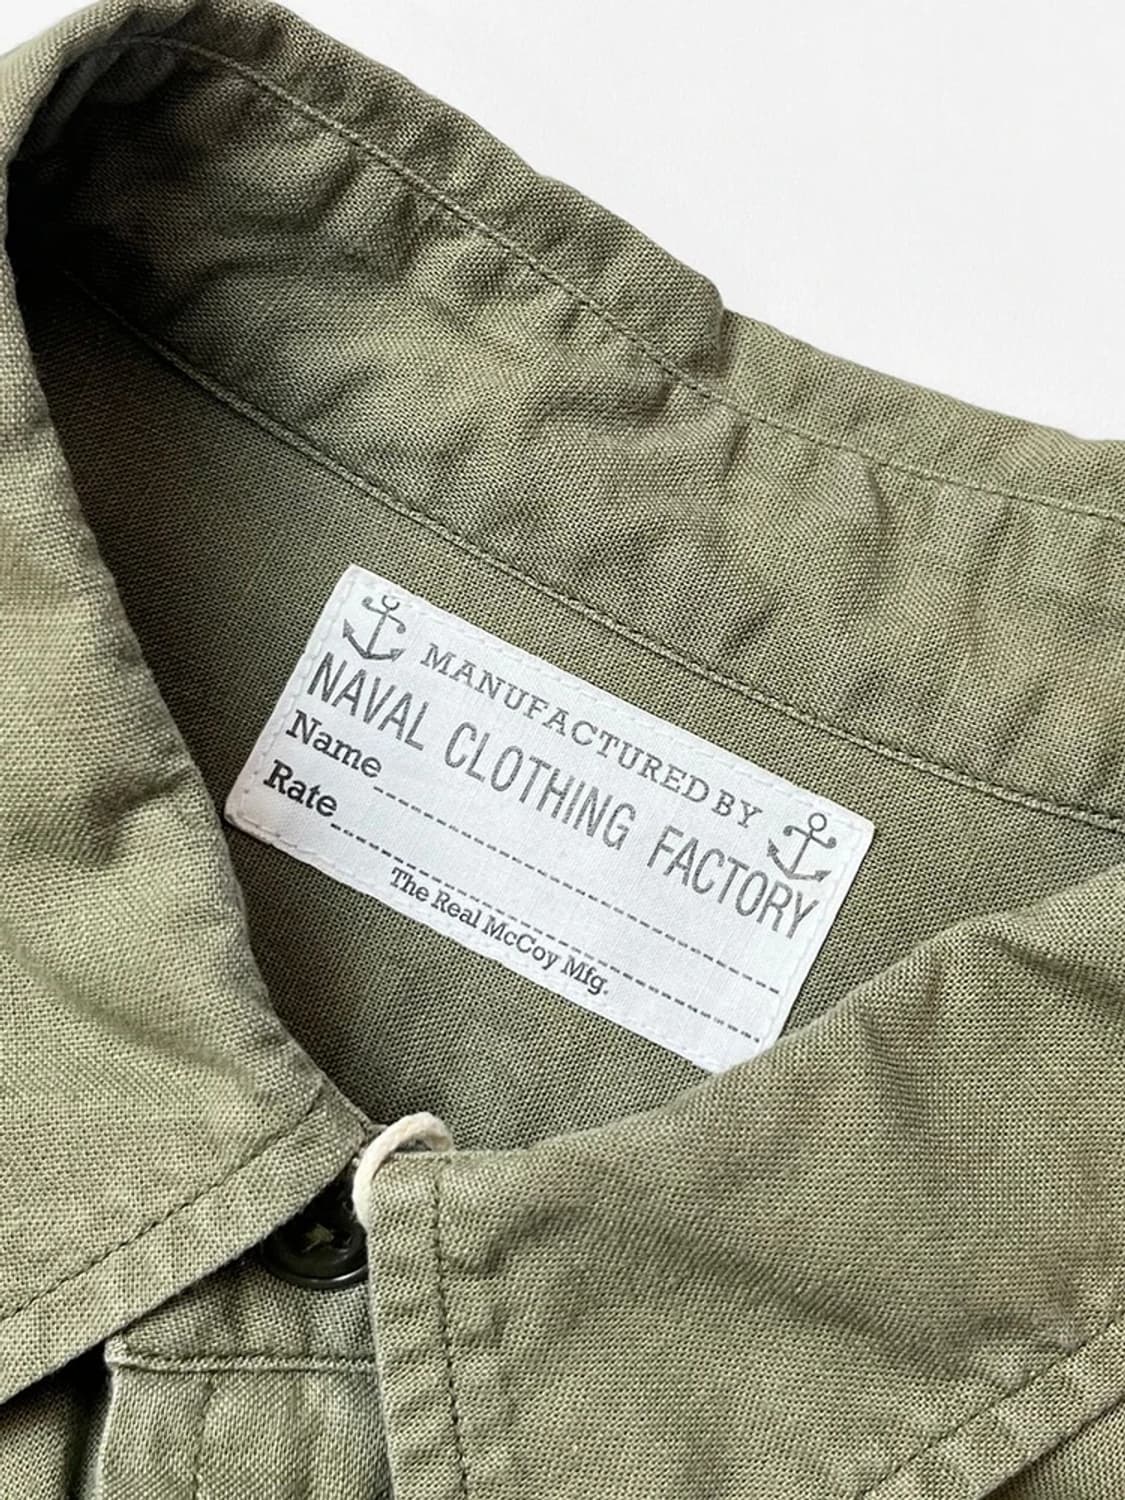 MANUFACTURED BY
NAVAL CLOTHING FACTORY
Name
Rate
The Real McCoy Mfg.